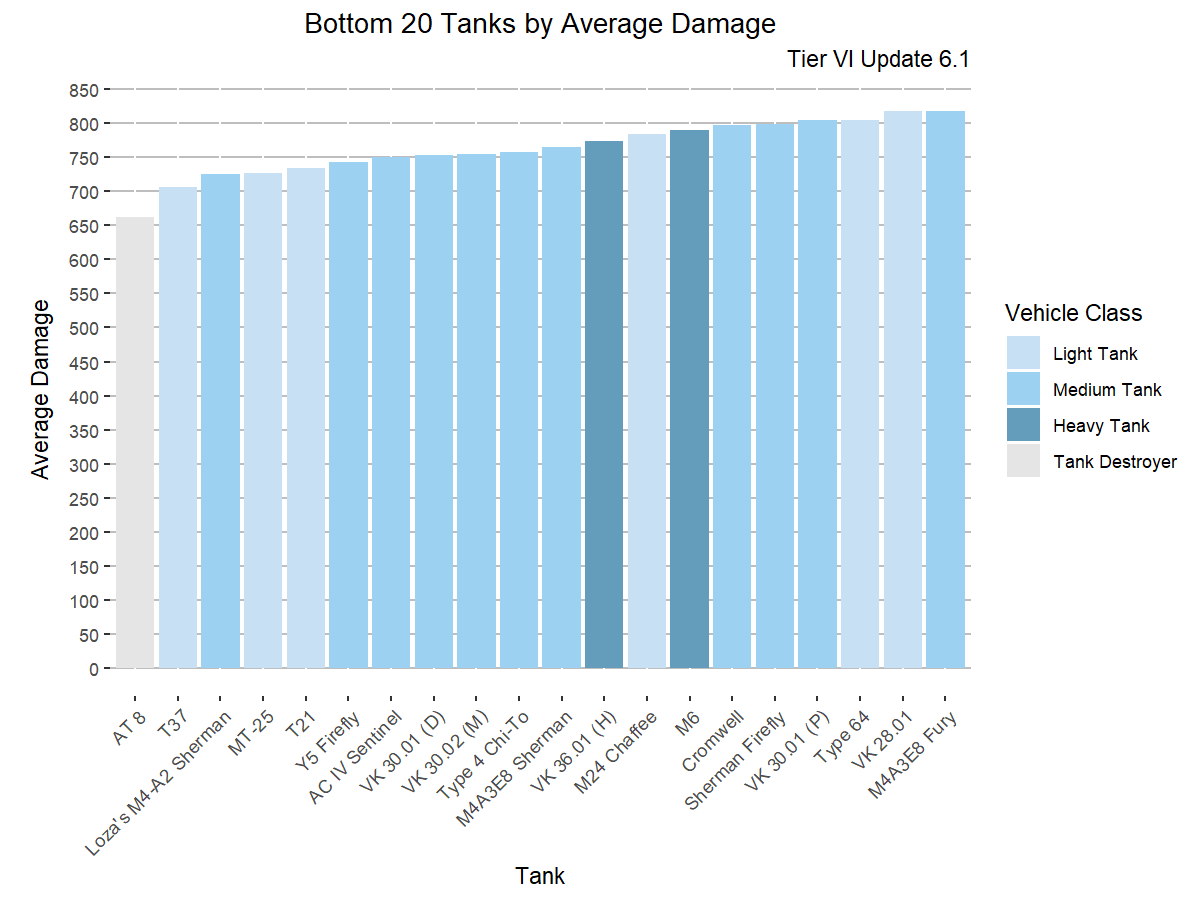 Bottom 20 Tanks by Average Damage
Tier VI Update 6.1
Average Damage
850
800
750
700
650
600
550
500
450
400
350
300
250
200
150
100
50
0
AT 8
T37
Loza's M4-A2 Sherman
MT-25
T21
Y5 Firefly
AC IV Sentinel
VK 30.01 (D)
VK 30.02 (M)
Type 4 Chi-To
M4A3E8 Sherman
VK 36.01 (H)
M24 Chaffee
M6
Cromwell
Sherman Firefly
VK 30.01 (P)
Type 64
VK 28.01
M4A3E8 Fury
Tank
Vehicle Class
Light Tank
Medium Tank
Heavy Tank
Tank Destroyer